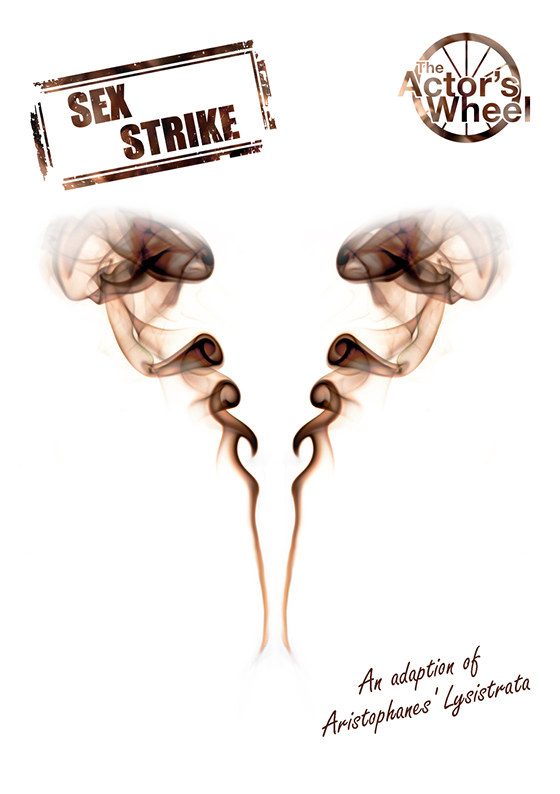 SEX
STRIKE
The
Actor's
Wheel
An adaption of
Aristophanes' Lysistrata